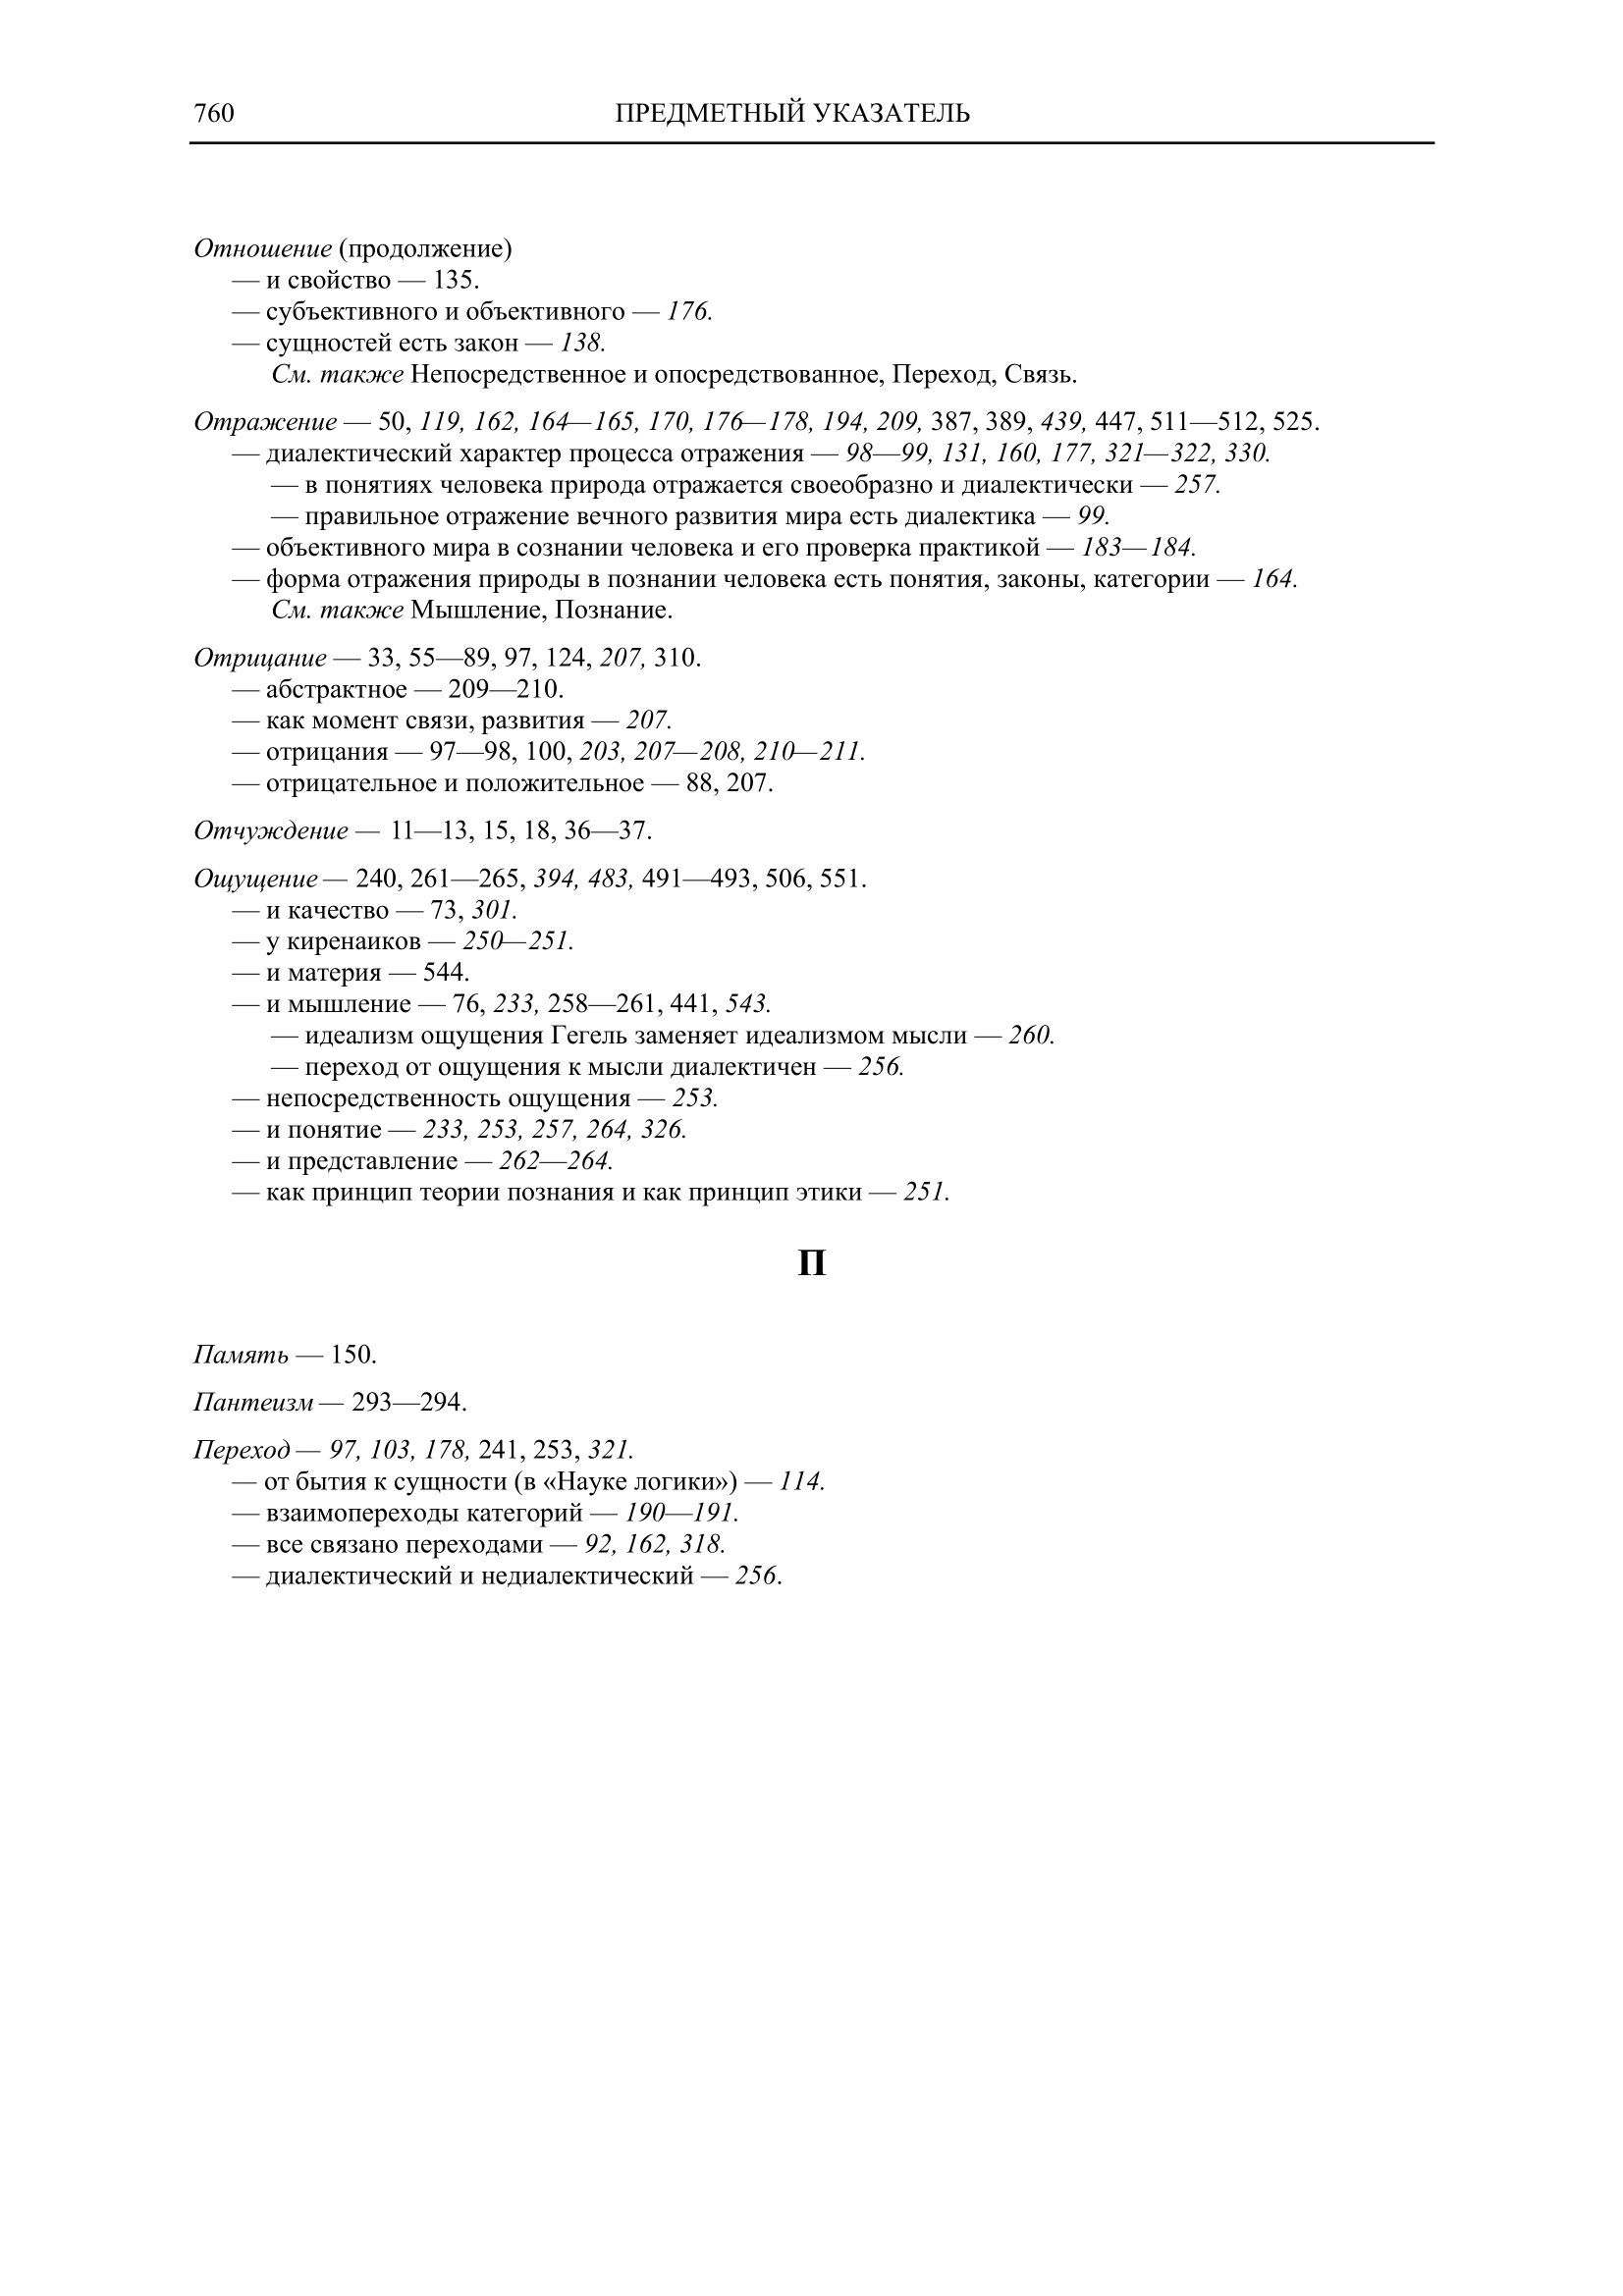 760 ПРЕДМЕТНЫЙ УКАЗАТЕЛЬ
Отношение (продолжение)
— и свойство — 135.
— субъективного и объективного — 176.
— сущностей есть закон — 138.
См. также Непосредственное и опосредствованное, Переход, Связь.
Отражение — 50, 119, 162, 164—165, 170, 176—178, 194, 209, 387, 389, 439, 447, 511—512, 525.
— диалектический характер процесса отражения — 98—99, 131, 160, 177, 321—322, 330.
— в понятиях человека природа отражается своеобразно и диалектически — 257.
— правильное отражение вечного развития мира есть диалектика — 99.
— объективного мира в сознании человека и его проверка практикой — 183—184.
— форма отражения природы в познании человека есть понятия, законы, категории — 164.
См. также Мышление, Познание.
Отрицание — 33, 55—89, 97, 124, 207, 310.
— абстрактное — 209—210.
— как момент связи, развития — 207.
— отрицания — 97—98, 100, 203, 207—208, 210—211.
— отрицательное и положительное — 88, 207.
Отчуждение — 11—13, 15, 18, 36—37.
Ощущение — 240, 261—265, 394, 483, 491—493, 506, 551.
— и качество — 73, 301.
— у киренаиков — 250—251.
— и материя — 544.
— и мышление — 76, 233, 258—261, 441, 543.
— идеализм ощущения Гегель заменяет идеализмом мысли — 260.
— переход от ощущения к мысли диалектичен — 256.
— непосредственность ощущения — 253.
— и понятие — 233, 253, 257, 264, 326.
— и представление — 262—264.
— как принцип теории познания и как принцип этики — 251.
П
Память — 150.
Пантеизм — 293—294.
Переход — 97, 103, 178, 241, 253, 321.
— от бытия к сущности (в «Науке логики») — 114.
— взаимопереходы категорий — 190—191.
— все связано переходами — 92, 162, 318.
— диалектический и недиалектический — 256.